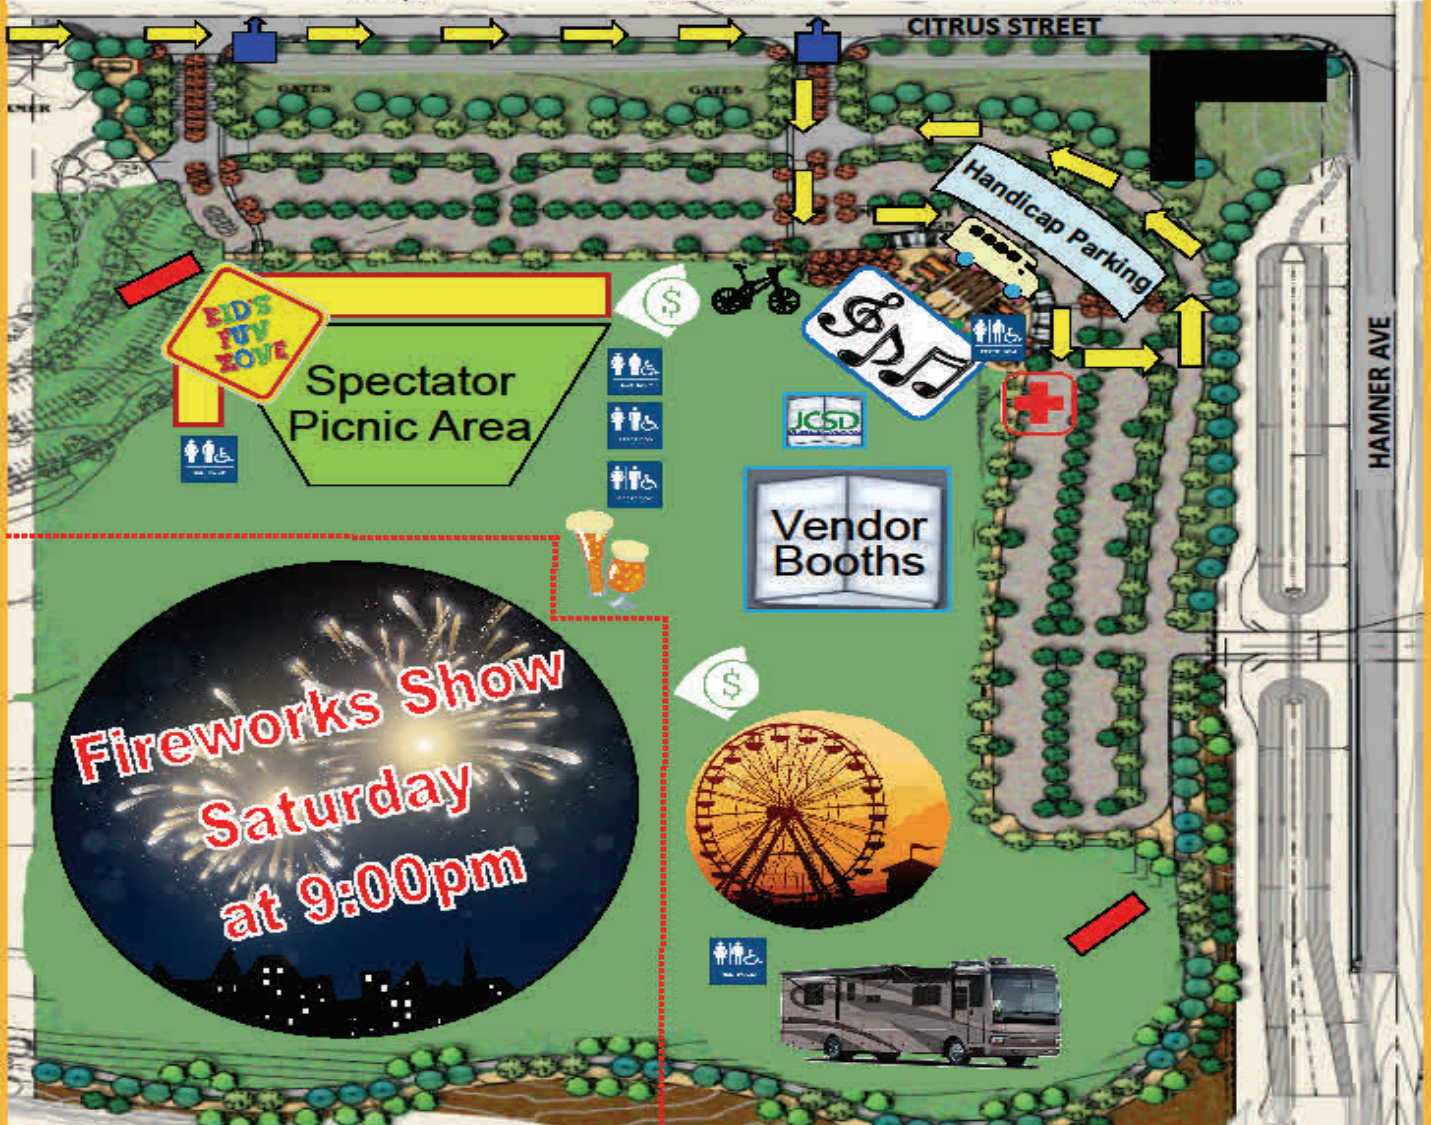 CITRUS STREET
GATES
GATES
Handicap Parking
KID'S
FUN
ZONE
$
Spectator
Picnic Area
JCSD
HAMNER AVE
Vendor
Booths
$
Fireworks Show
Saturday
at 9:00pm